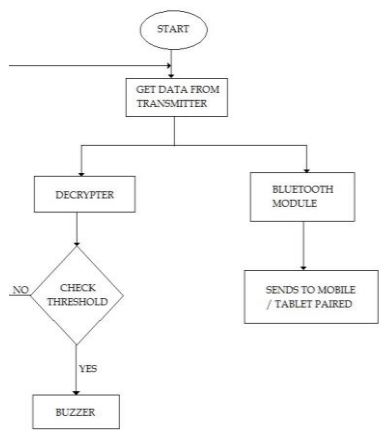 START
GET DATA FROM
TRANSMITTER
DECRYPTER
BLUETOOTH
MODULE
NO
CHECK
THRESHOLD
SENDS TO MOBILE
/ TABLET PAIRED
YES
BUZZER